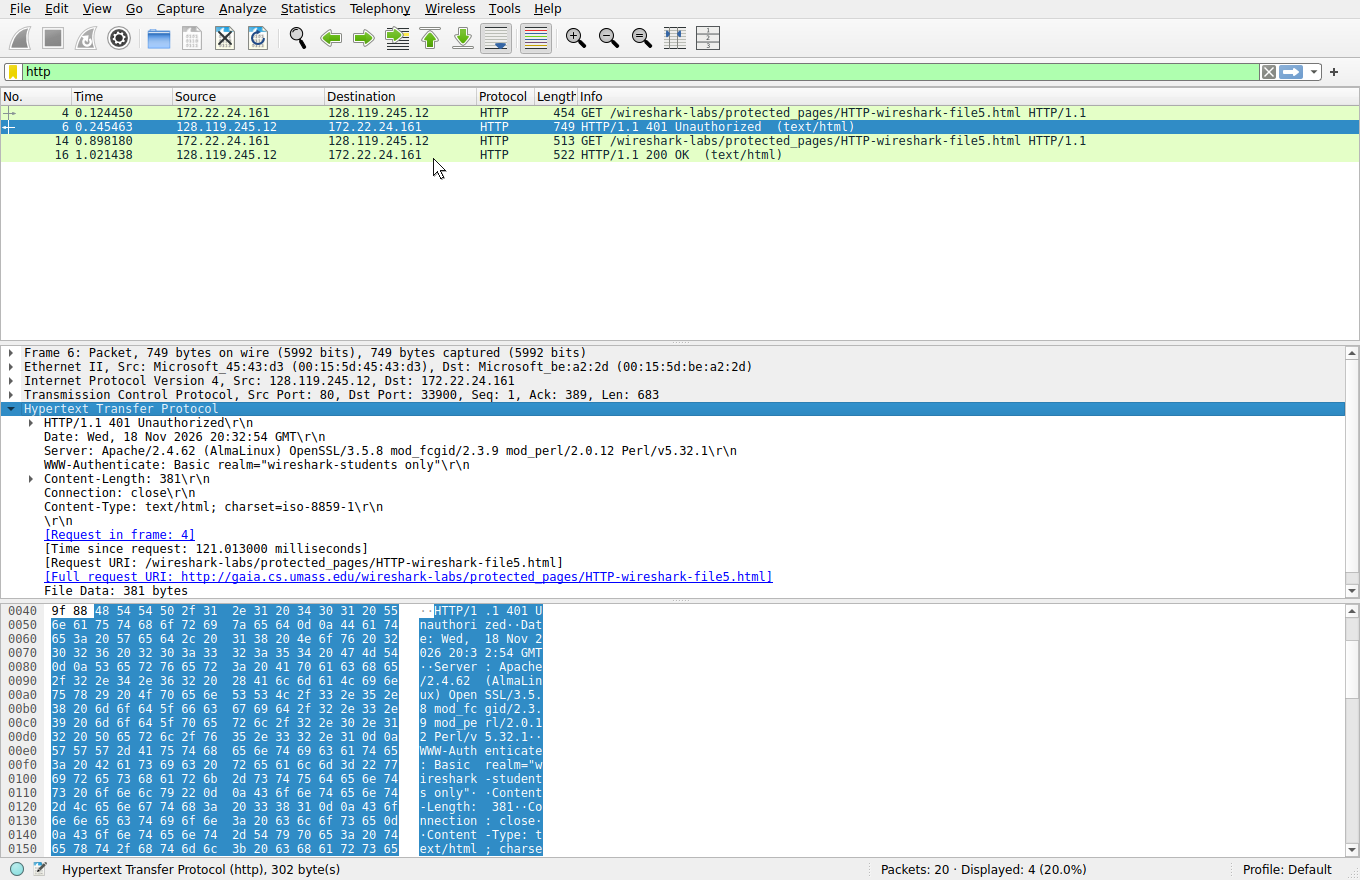 File Edit View Go Capture Analyze Statistics Telephony Wireless Tools Help
http
No. Time Source Destination Protocol Length Info
4 0.124450 172.22.24.161 128.119.245.12 HTTP 454 GET /wireshark-labs/protected_pages/HTTP-wireshark-file5.html HTTP/1.1
6 0.245463 128.119.245.12 172.22.24.161 HTTP 749 HTTP/1.1 401 Unauthorized (text/html)
14 0.898180 172.22.24.161 128.119.245.12 HTTP 513 GET /wireshark-labs/protected_pages/HTTP-wireshark-file5.html HTTP/1.1
16 1.021438 128.119.245.12 172.22.24.161 HTTP 522 HTTP/1.1 200 OK (text/html)
Frame 6: Packet, 749 bytes on wire (5992 bits), 749 bytes captured (5992 bits)
Ethernet II, Src: Microsoft_45:43:d3 (00:15:5d:45:43:d3), Dst: Microsoft_be:a2:2d (00:15:5d:be:a2:2d)
Internet Protocol Version 4, Src: 128.119.245.12, Dst: 172.22.24.161
Transmission Control Protocol, Src Port: 80, Dst Port: 33900, Seq: 1, Ack: 389, Len: 683
Hypertext Transfer Protocol
HTTP/1.1 401 Unauthorized\r\n
Date: Wed, 18 Nov 2026 20:32:54 GMT\r\n
Server: Apache/2.4.62 (AlmaLinux) OpenSSL/3.5.8 mod_fcgid/2.3.9 mod_perl/2.0.12 Perl/v5.32.1\r\n
WWW-Authenticate: Basic realm="wireshark-students only"\r\n
Content-Length: 381\r\n
Connection: close\r\n
Content-Type: text/html; charset=iso-8859-1\r\n
\r\n
[Request in frame: 4]
[Time since request: 121.013000 milliseconds]
[Request URI: /wireshark-labs/protected_pages/HTTP-wireshark-file5.html]
[Full request URI: http://gaia.cs.umass.edu/wireshark-labs/protected_pages/HTTP-wireshark-file5.html]
File Data: 381 bytes
0040 9f 88 48 54 54 50 2f 31 2e 31 20 34 30 31 20 55 ··HTTP/1 .1 401 U
0050 6e 61 75 74 68 6f 72 69 7a 65 64 0d 0a 44 61 74 nauthori zed··Dat
0060 65 3a 20 57 65 64 2c 20 31 38 20 4e 6f 76 20 32 e: Wed, 18 Nov 2
0070 30 32 36 20 32 30 3a 33 32 3a 35 34 20 47 4d 54 026 20:3 2:54 GMT
0080 0d 0a 53 65 72 76 65 72 3a 20 41 70 61 63 68 65 ··Server : Apache
0090 2f 32 2e 34 2e 36 32 20 28 41 6c 6d 61 4c 69 6e /2.4.62 (AlmaLin
00a0 75 78 29 20 4f 70 65 6e 53 53 4c 2f 33 2e 35 2e ux) Open SSL/3.5.
00b0 38 20 6d 6f 64 5f 66 63 67 69 64 2f 32 2e 33 2e 8 mod_fc gid/2.3.
00c0 39 20 6d 6f 64 5f 70 65 72 6c 2f 32 2e 30 2e 31 9 mod_pe rl/2.0.1
00d0 32 20 50 65 72 6c 2f 76 35 2e 33 32 2e 31 0d 0a 2 Perl/v 5.32.1··
00e0 57 57 57 2d 41 75 74 68 65 6e 74 69 63 61 74 65 WWW-Auth enticate
00f0 3a 20 42 61 73 69 63 20 72 65 61 6c 6d 3d 22 77 : Basic realm="w
0100 69 72 65 73 68 61 72 6b 2d 73 74 75 64 65 6e 74 ireshark -student
0110 73 20 6f 6e 6c 79 22 0d 0a 43 6f 6e 74 65 6e 74 s only"· ·Content
0120 2d 4c 65 6e 67 74 68 3a 20 33 38 31 0d 0a 43 6f -Length: 381··Co
0130 6e 6e 65 63 74 69 6f 6e 3a 20 63 6c 6f 73 65 0d nnection : close·
0140 0a 43 6f 6e 74 65 6e 74 2d 54 79 70 65 3a 20 74 ·Content -Type: t
0150 65 78 74 2f 68 74 6d 6c 3b 20 63 68 61 72 73 65 ext/html ; charse
Hypertext Transfer Protocol (http), 302 byte(s) Packets: 20 · Displayed: 4 (20.0%) Profile: Default